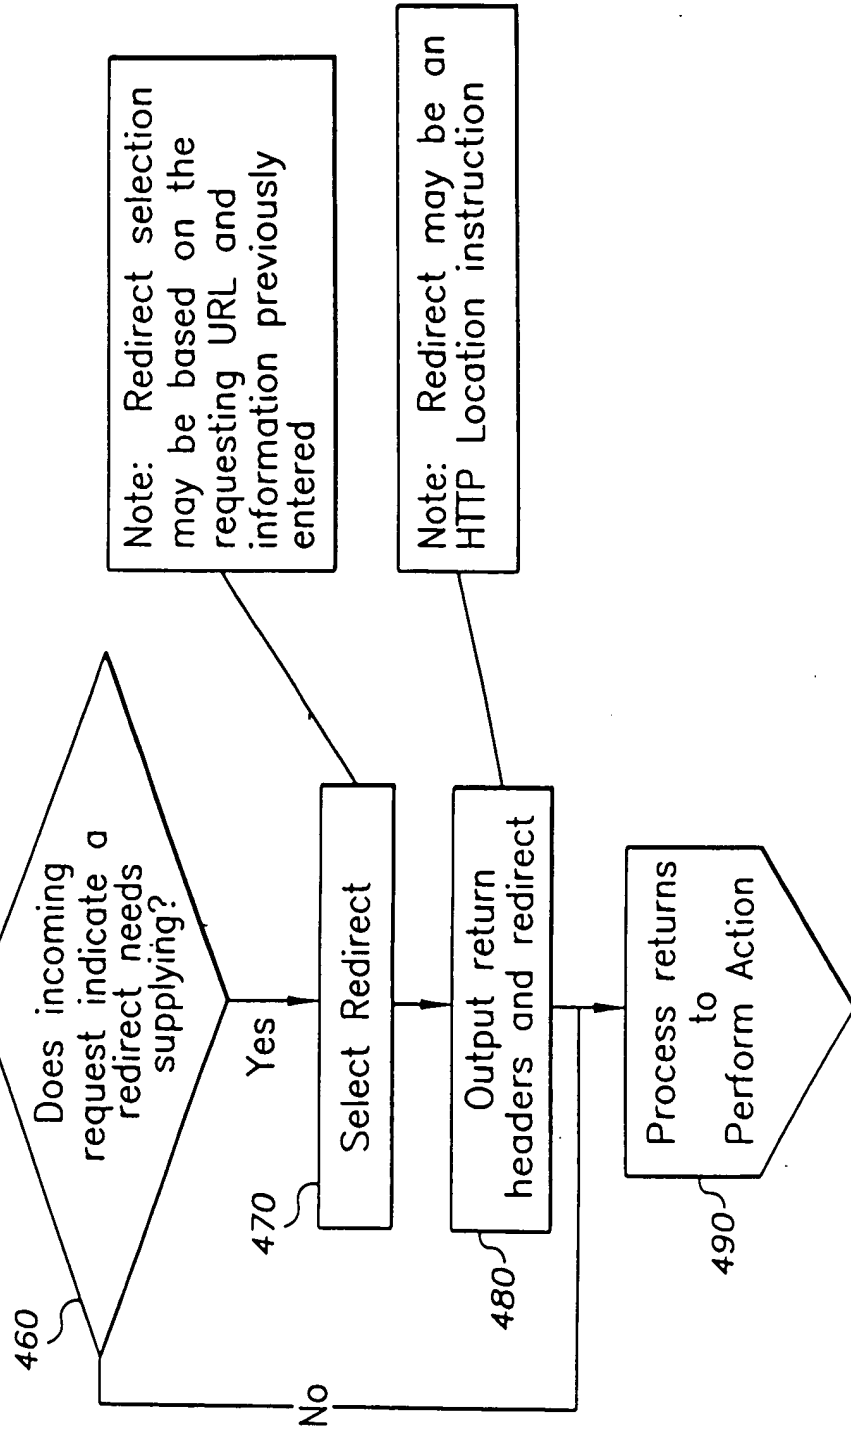 460
Does incoming
request indicate a
redirect needs
supplying?
Yes
No
470
Select Redirect
Note: Redirect selection
may be based on the
requesting URL and
information previously
entered
480
Output return
headers and redirect
Note: Redirect may be an
HTTP Location instruction
490
Process returns
to
Perform Action